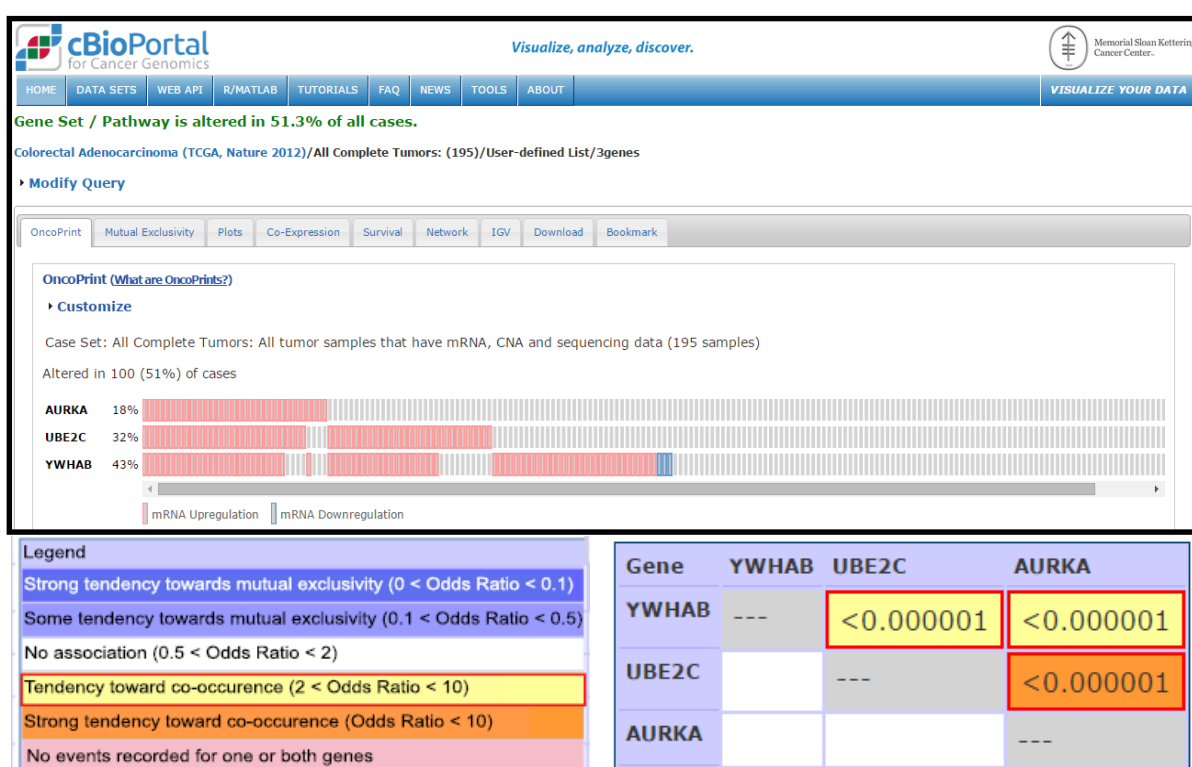 cBioPortal
for Cancer Genomics
Visualize, analyze, discover.
Memorial Sloan Kettering
Cancer Center
HOME DATA SETS WEB API R/MATLAB TUTORIALS FAQ NEWS TOOLS ABOUT VISUALIZE YOUR DATA
Gene Set / Pathway is altered in 51.3% of all cases.
Colorectal Adenocarcinoma (TCGA, Nature 2012)/All Complete Tumors: (195)/User-defined List/3genes
Modify Query
OncoPrint Mutual Exclusivity Plots Co-Expression Survival Network IGV Download Bookmark
OncoPrint (What are OncoPrints?)
Customize
Case Set: All Complete Tumors: All tumor samples that have mRNA, CNA and sequencing data (195 samples)
Altered in 100 (51%) of cases
AURKA 18%
UBE2C 32%
YWHAB 43%
mRNA Upregulation mRNA Downregulation
Legend
Strong tendency towards mutual exclusivity (0 < Odds Ratio < 0.1)
Some tendency towards mutual exclusivity (0.1 < Odds Ratio < 0.5)
No association (0.5 < Odds Ratio < 2)
Tendency toward co-occurence (2 < Odds Ratio < 10)
Strong tendency toward co-occurence (Odds Ratio < 10)
No events recorded for one or both genes
Gene YWHAB UBE2C AURKA
YWHAB --- <0.000001 <0.000001
UBE2C --- <0.000001
AURKA ---